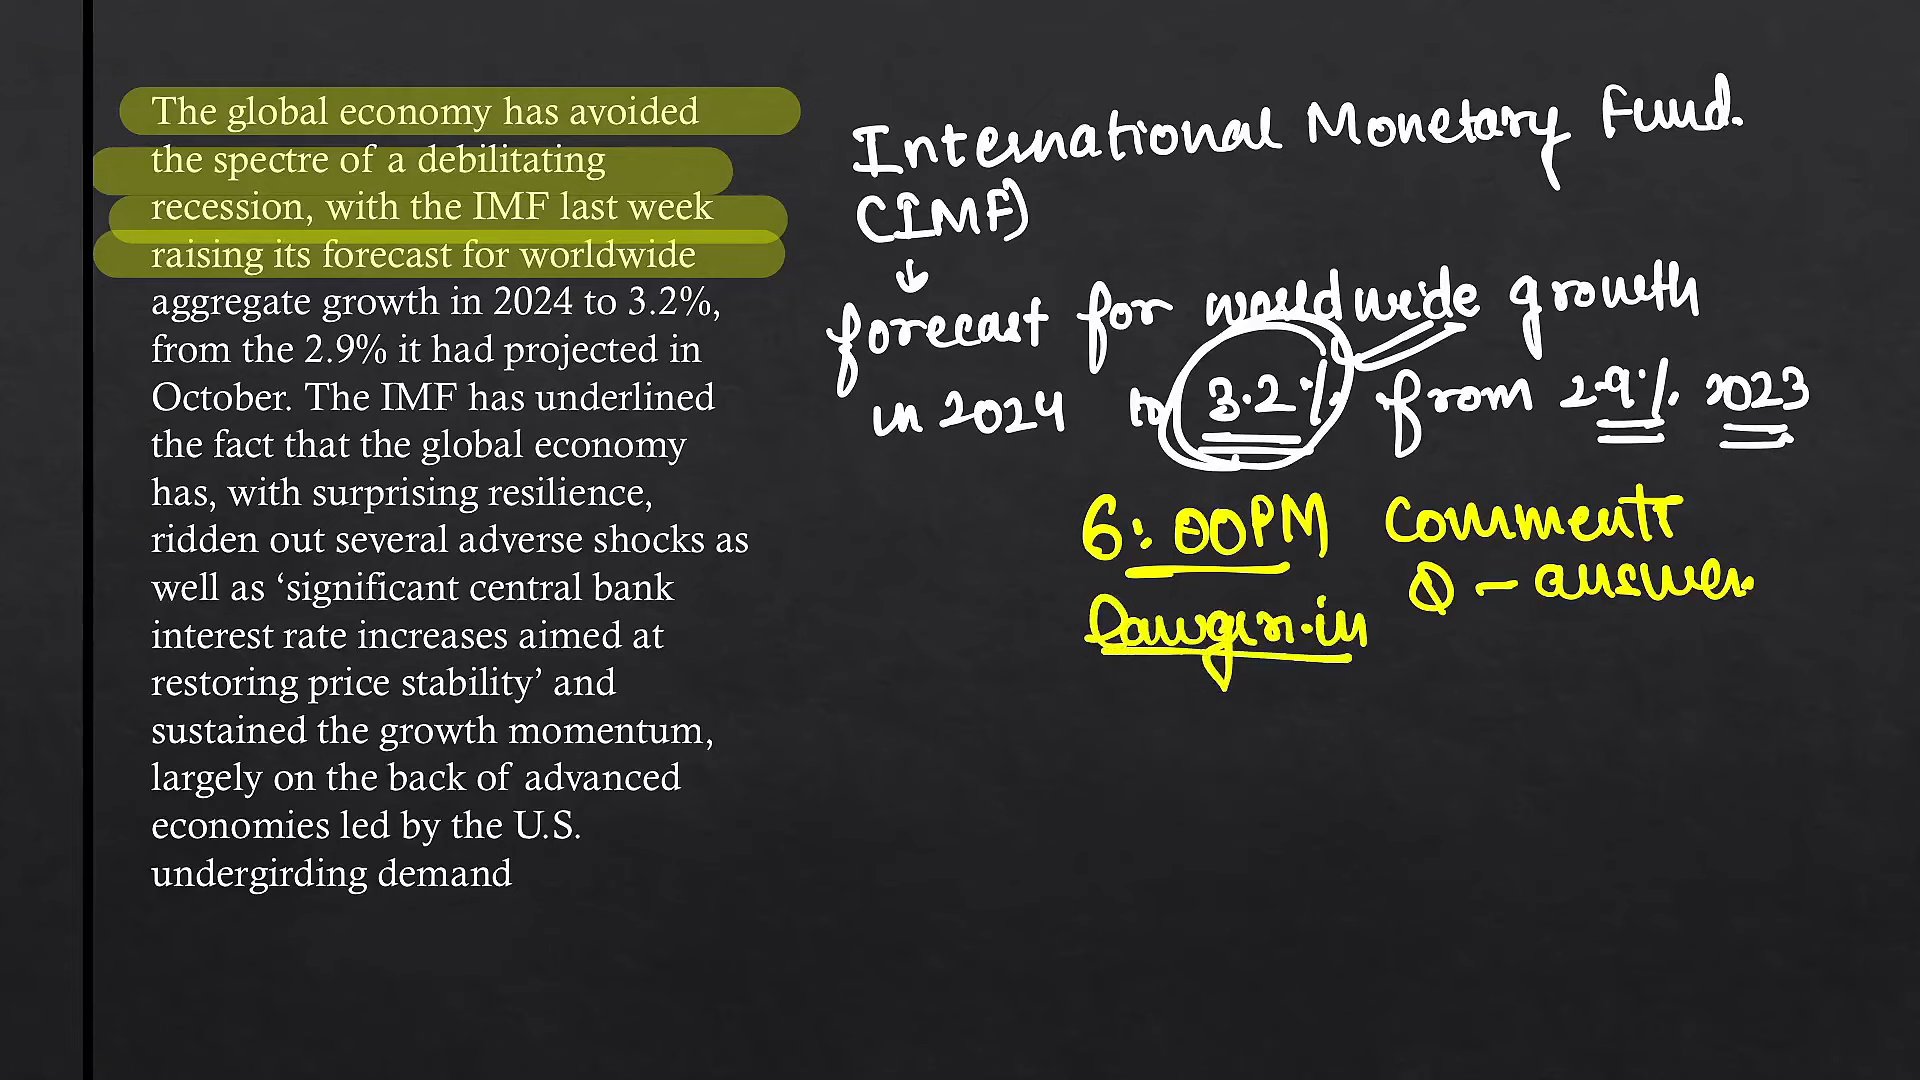 The global economy has avoided
the spectre of a debilitating
recession, with the IMF last week
raising its forecast for worldwide
aggregate growth in 2024 to 3.2%,
from the 2.9% it had projected in
October. The IMF has underlined
the fact that the global economy
has, with surprising resilience,
ridden out several adverse shocks as
well as ‘significant central bank
interest rate increases aimed at
restoring price stability’ and
sustained the growth momentum,
largely on the back of advanced
economies led by the U.S.
undergirding demand
International Monetary Fund.
(IMF)
↓
forecast for worldwide growth
in 2024 to 3.2% from 2.9% 2023
6:00PM Comments
Q - answer.